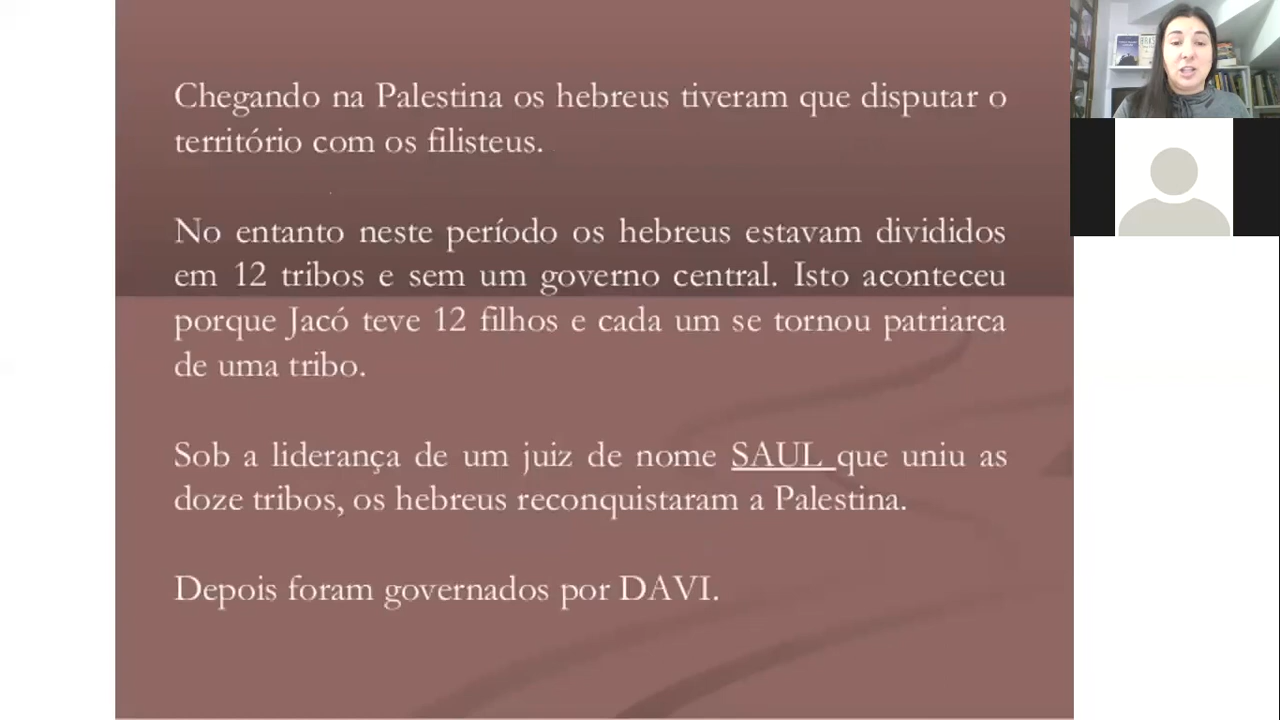 Chegando na Palestina os hebreus tiveram que disputar o
território com os filisteus.
No entanto neste período os hebreus estavam divididos
em 12 tribos e sem um governo central. Isto aconteceu
porque Jacó teve 12 filhos e cada um se tornou patriarca
de uma tribo.
Sob a liderança de um juiz de nome SAUL que uniu as
doze tribos, os hebreus reconquistaram a Palestina.
Depois foram governados por DAVI.